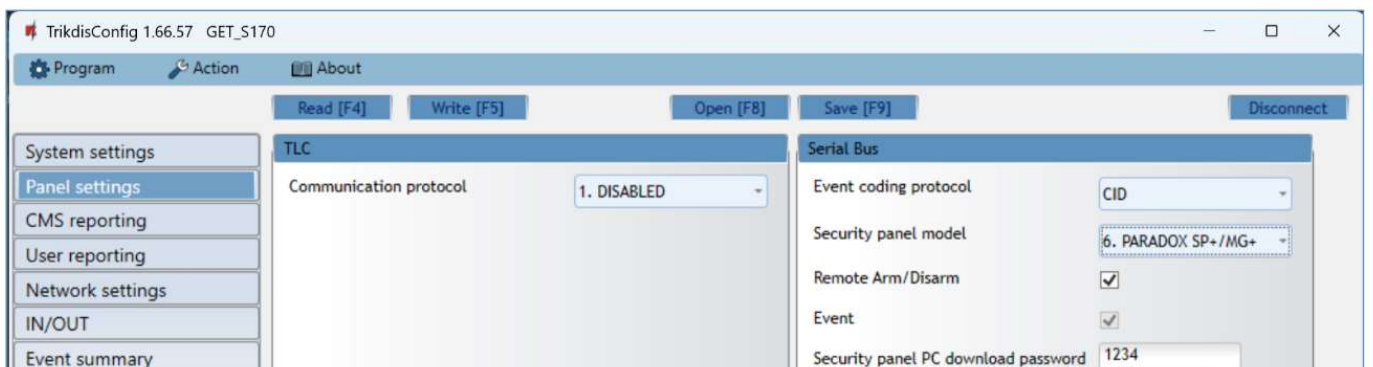 TrikdisConfig 1.66.57 GET_S170
Program Action About
Read [F4] Write [F5] Open [F8] Save [F9] Disconnect
System settings
Panel settings
CMS reporting
User reporting
Network settings
IN/OUT
Event summary
TLC
Communication protocol 1. DISABLED
Serial Bus
Event coding protocol CID
Security panel model 6. PARADOX SP+/MG+
Remote Arm/Disarm
Event
Security panel PC download password 1234